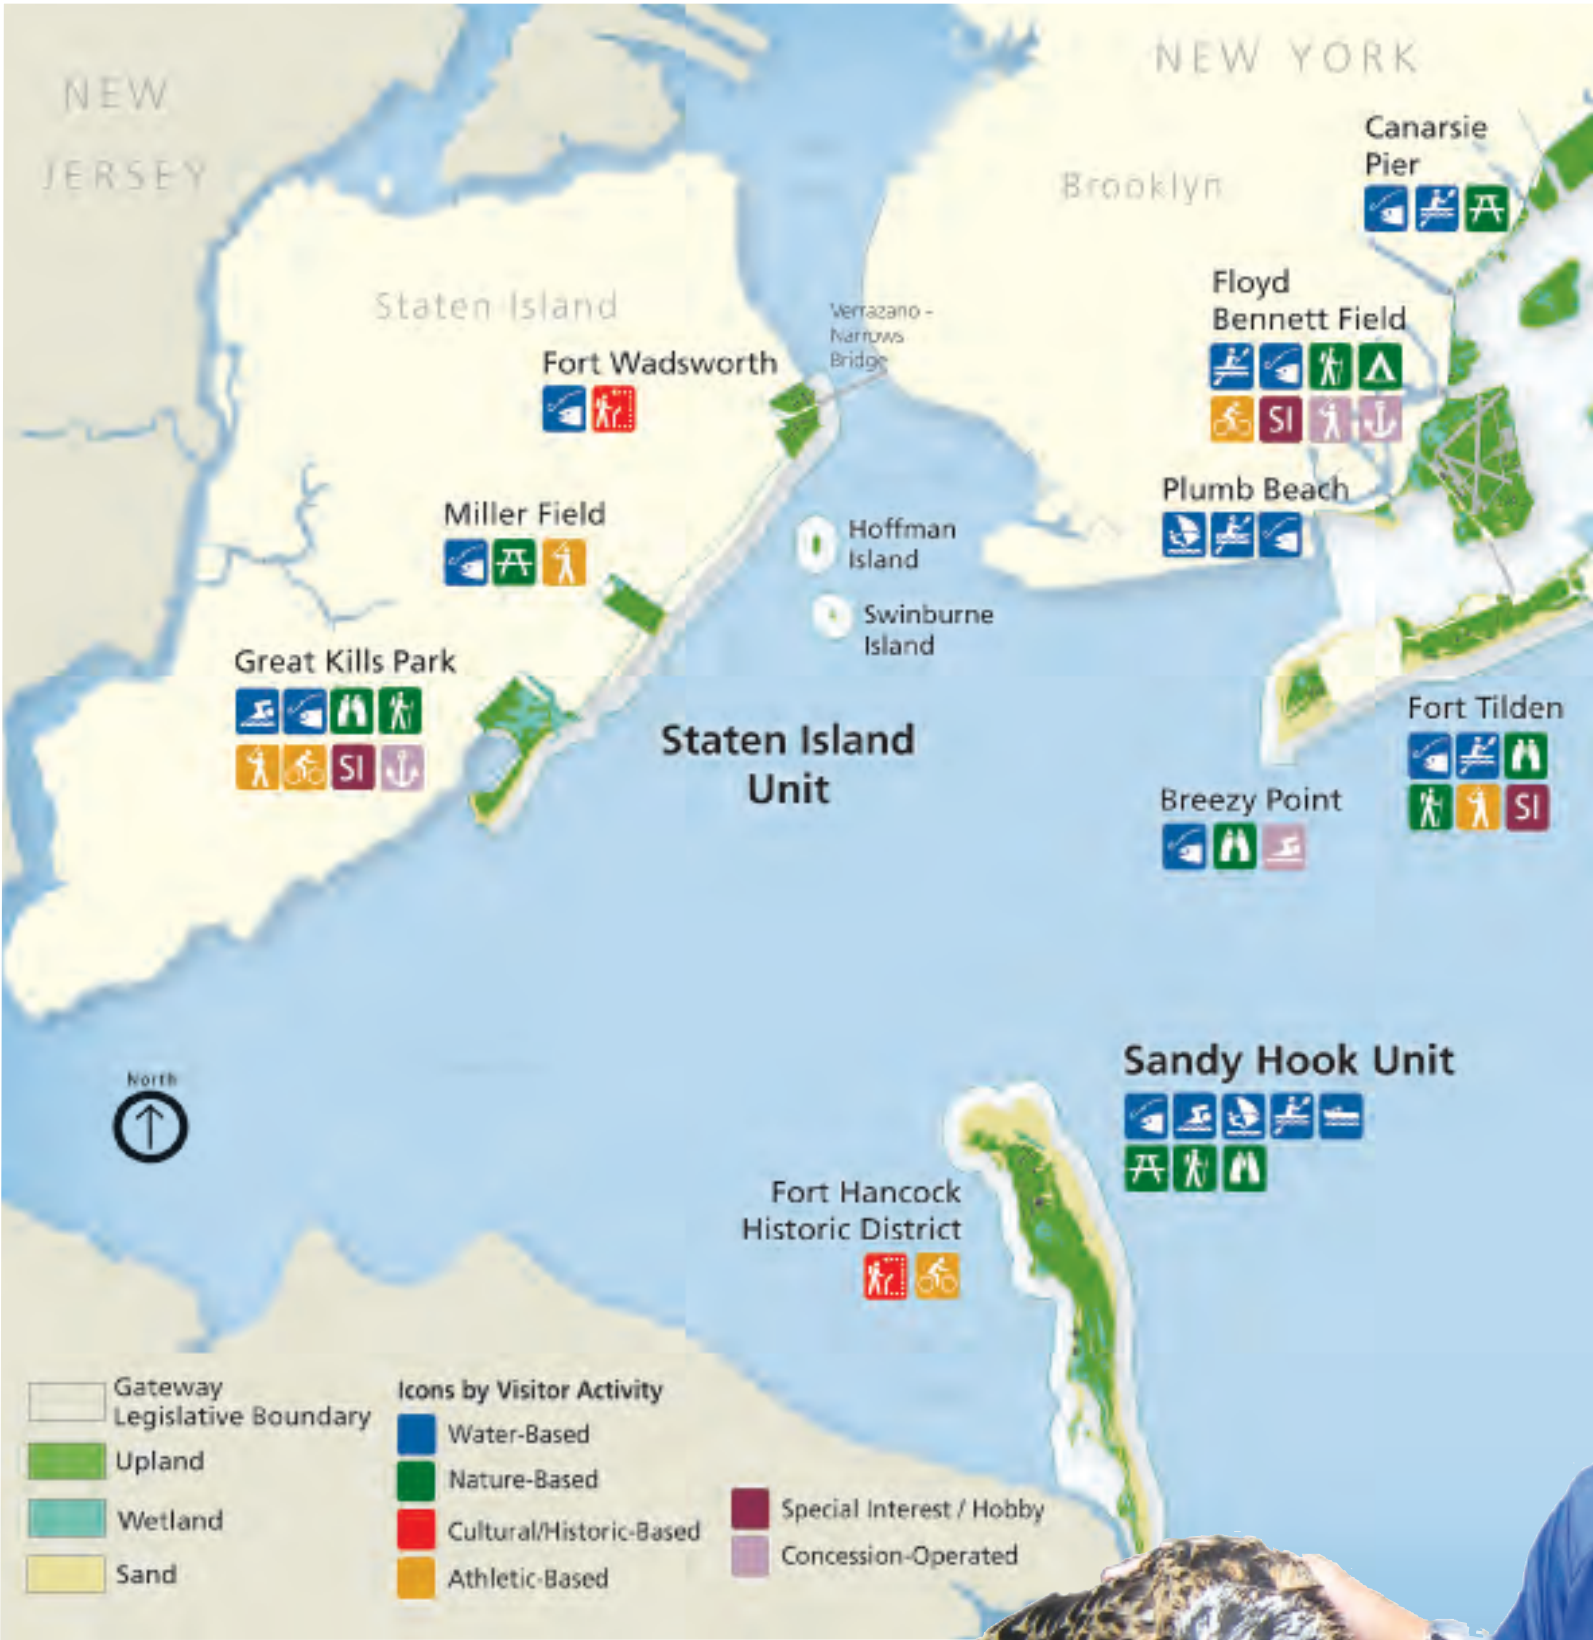 NEW
JERSEY
NEW YORK
Brooklyn
Canarsie
Pier
Staten Island
Verrazano -
Narrows
Bridge
Floyd
Bennett Field
SI
Fort Wadsworth
Plumb Beach
Miller Field
Hoffman
Island
Swinburne
Island
Great Kills Park
SI
Staten Island
Unit
Fort Tilden
SI
Breezy Point
Sandy Hook Unit
North
Fort Hancock
Historic District
Gateway
Legislative Boundary
Upland
Wetland
Sand
Icons by Visitor Activity
Water-Based
Nature-Based
Cultural/Historic-Based
Athletic-Based
Special Interest / Hobby
Concession-Operated